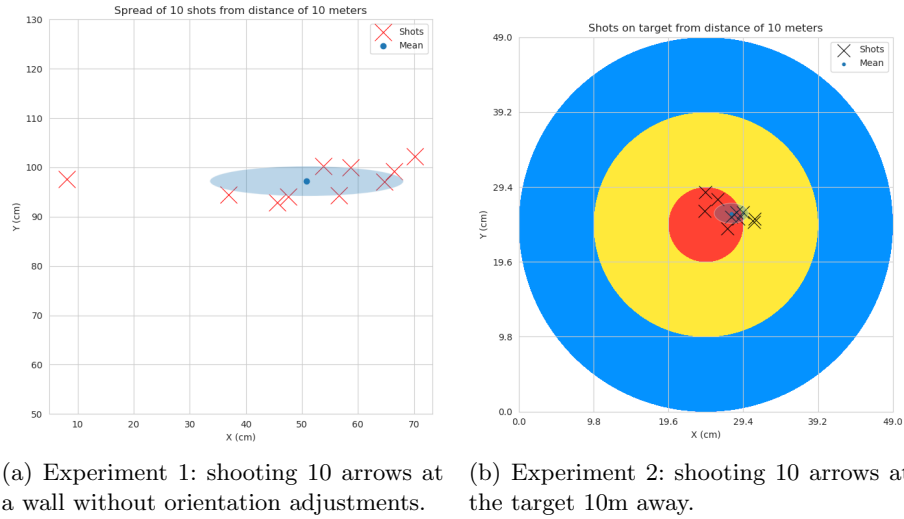 Spread of 10 shots from distance of 10 meters
Shots
Mean
130
120
110
100
90
80
70
60
50
Y (cm)
10
20
30
40
50
60
70
X (cm)
(a) Experiment 1: shooting 10 arrows at
a wall without orientation adjustments.
Shots on target from distance of 10 meters
Shots
Mean
49.0
39.2
29.4
19.6
9.8
0.0
Y (cm)
0.0
9.8
19.6
29.4
39.2
49.0
X (cm)
(b) Experiment 2: shooting 10 arrows at
the target 10m away.